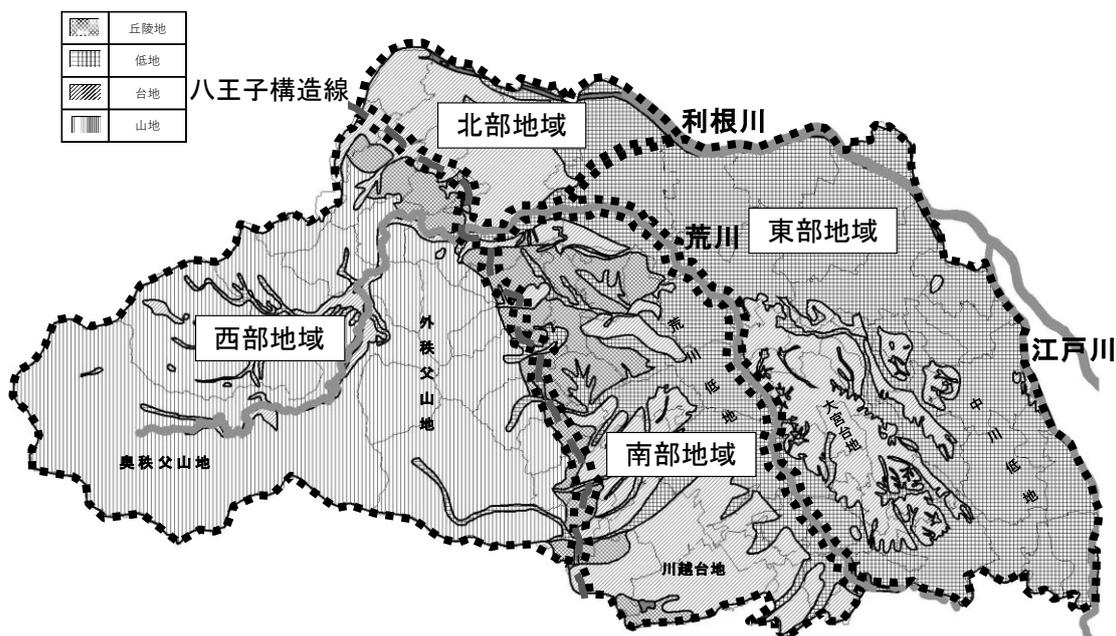 丘陵地
低地
台地
山地
八王子構造線
北部地域
利根川
荒川
東部地域
西部地域
外秩父山地
荒川低地
江戸川
大宮台地
中川低地
奥秩父山地
南部地域
川越台地